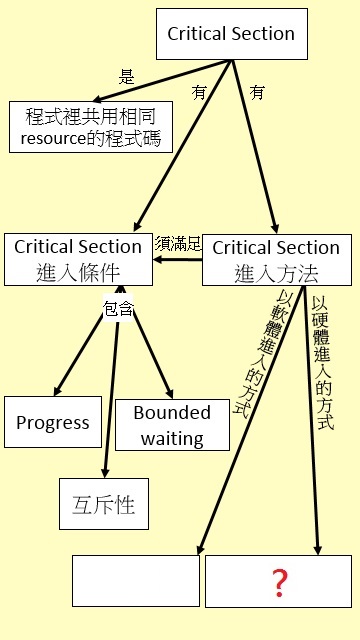 Critical Section
是
有
有
程式裡共用相同
resource的程式碼
Critical Section
進入條件
須滿足
Critical Section
進入方法
包含
以軟體進入的方式
以硬體進入的方式
Progress
Bounded
waiting
互斥性
?